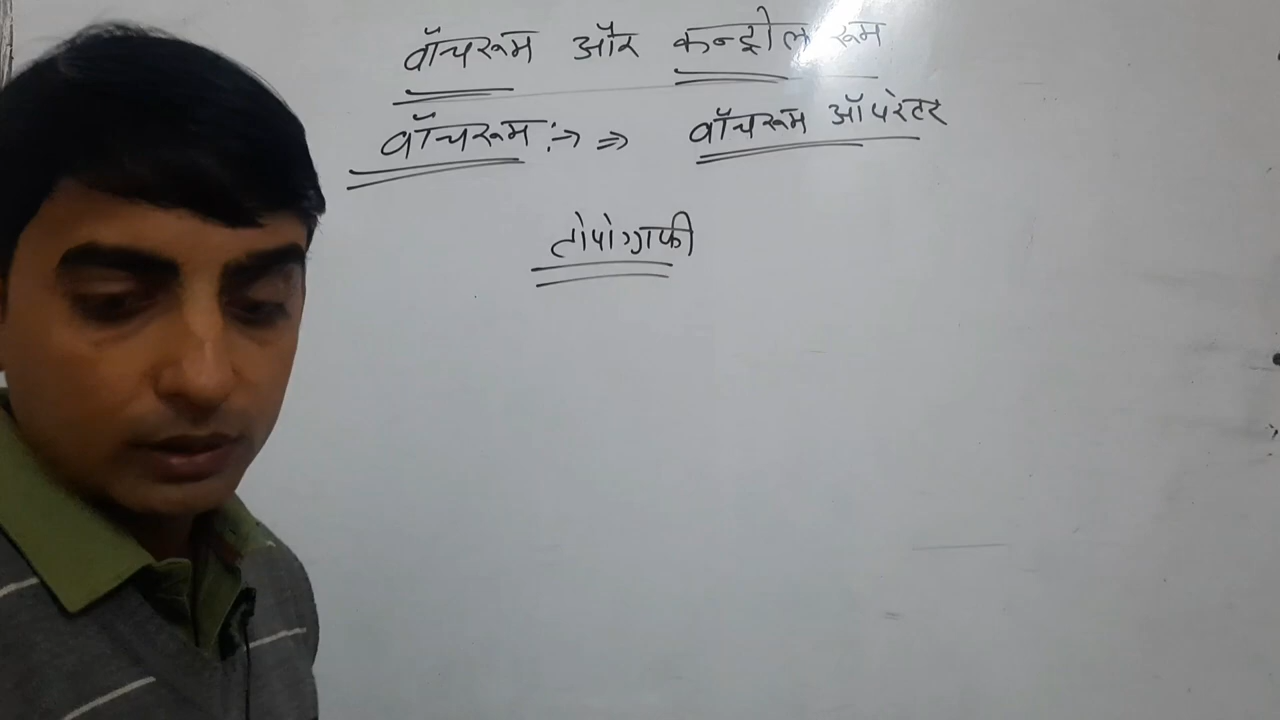 वॉचरूम और कन्ट्रोल रूम
वॉचरूम :→ ⇒ वॉचरूम ऑपरेटर
टोपोग्राफी